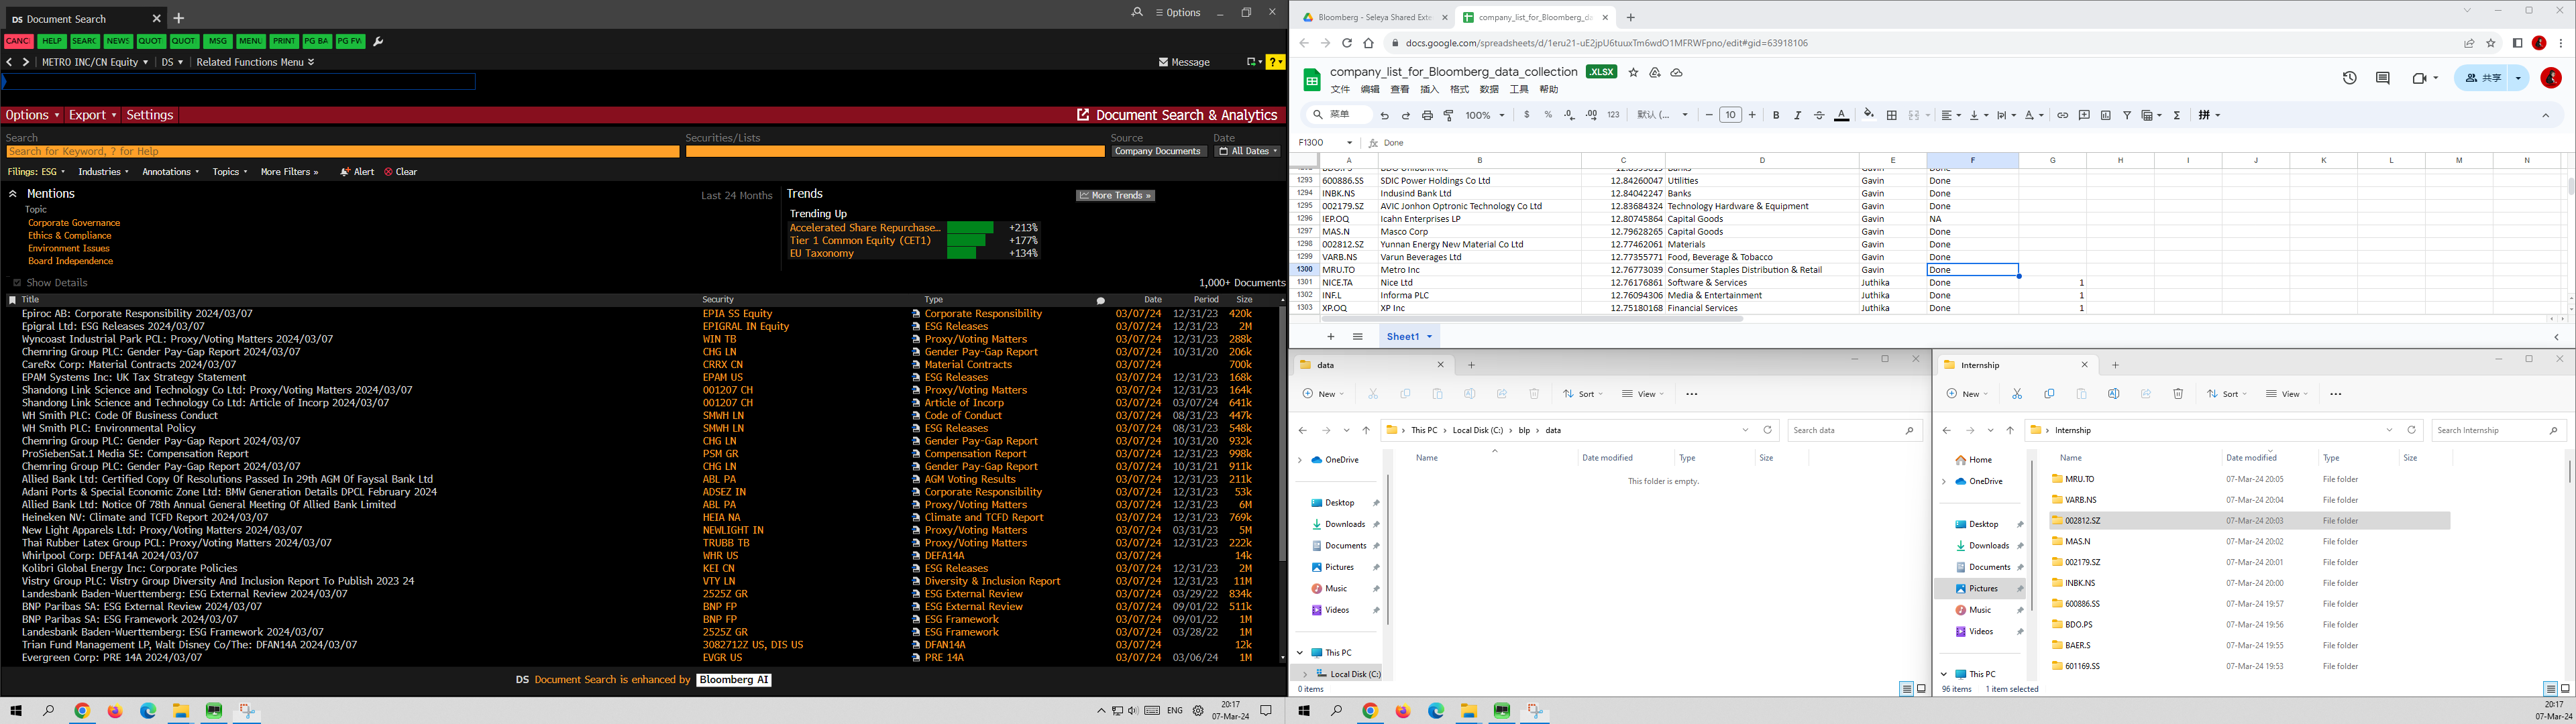 DS Document Search
Options
CANC HELP SEARC NEWS QUOT QUOT MSG MENU PRINT PG BA PG FW
METRO INC/CN Equity DS Related Functions Menu
Message
?
Options Export Settings
Document Search & Analytics
Search Securities/Lists Source Date
Search for Keyword, ? for Help Company Documents All Dates
Filings: ESG Industries Annotations Topics More Filters » Alert Clear
Mentions Last 24 Months
Topic
Corporate Governance
Ethics & Compliance
Environment Issues
Board Independence
Trends More Trends »
Trending Up
Accelerated Share Repurchase... +213%
Tier 1 Common Equity (CET1) +177%
EU Taxonomy +134%
Show Details 1,000+ Documents
Title Security Type Date Period Size
Epiroc AB: Corporate Responsibility 2024/03/07 EPIA SS Equity Corporate Responsibility 03/07/24 12/31/23 420k
Epigral Ltd: ESG Releases 2024/03/07 EPIGRAL IN Equity ESG Releases 03/07/24 12/31/23 2M
Wyncoast Industrial Park PCL: Proxy/Voting Matters 2024/03/07 WIN TB Proxy/Voting Matters 03/07/24 12/31/23 288k
Chemring Group PLC: Gender Pay-Gap Report 2024/03/07 CHG LN Gender Pay-Gap Report 03/07/24 10/31/20 206k
CareRx Corp: Material Contracts 2024/03/07 CRRX CN Material Contracts 03/07/24 700k
EPAM Systems Inc: UK Tax Strategy Statement EPAM US ESG Releases 03/07/24 12/31/23 168k
Shandong Link Science and Technology Co Ltd: Proxy/Voting Matters 2024/03/07 001207 CH Proxy/Voting Matters 03/07/24 12/31/23 164k
Shandong Link Science and Technology Co Ltd: Article of Incorp 2024/03/07 001207 CH Article of Incorp 03/07/24 03/07/24 641k
WH Smith PLC: Code Of Business Conduct SMWH LN Code of Conduct 03/07/24 08/31/23 447k
WH Smith PLC: Environmental Policy SMWH LN ESG Releases 03/07/24 08/31/23 548k
Chemring Group PLC: Gender Pay-Gap Report 2024/03/07 CHG LN Gender Pay-Gap Report 03/07/24 10/31/20 932k
ProSiebenSat.1 Media SE: Compensation Report PSM GR Compensation Report 03/07/24 12/31/23 998k
Chemring Group PLC: Gender Pay-Gap Report 2024/03/07 CHG LN Gender Pay-Gap Report 03/07/24 10/31/21 911k
Allied Bank Ltd: Certified Copy Of Resolutions Passed In 29th AGM Of Faysal Bank Ltd ABL PA AGM Voting Results 03/07/24 12/31/23 211k
Adani Ports & Special Economic Zone Ltd: BMW Generation Details DPCL February 2024 ADSEZ IN Corporate Responsibility 03/07/24 12/31/23 53k
Allied Bank Ltd: Notice Of 78th Annual General Meeting Of Allied Bank Limited ABL PA Proxy/Voting Matters 03/07/24 12/31/23 6M
Heineken NV: Climate and TCFD Report 2024/03/07 HEIA NA Climate and TCFD Report 03/07/24 12/31/23 769k
New Light Apparels Ltd: Proxy/Voting Matters 2024/03/07 NEWLIGHT IN Proxy/Voting Matters 03/07/24 03/31/23 5M
Thai Rubber Latex Group PCL: Proxy/Voting Matters 2024/03/07 TRUBB TB Proxy/Voting Matters 03/07/24 12/31/23 222k
Whirlpool Corp: DEFA14A 2024/03/07 WHR US DEFA14A 03/07/24 14k
Kolibri Global Energy Inc: Corporate Policies KEI CN ESG Releases 03/07/24 12/31/23 2M
Vistry Group PLC: Vistry Group Diversity And Inclusion Report To Publish 2023 24 VTY LN Diversity & Inclusion Report 03/07/24 12/31/23 11M
Landesbank Baden-Wuerttemberg: ESG External Review 2024/03/07 2525Z GR ESG External Review 03/07/24 03/29/22 834k
BNP Paribas SA: ESG External Review 2024/03/07 BNP FP ESG External Review 03/07/24 09/01/22 511k
BNP Paribas SA: ESG Framework 2024/03/07 BNP FP ESG Framework 03/07/24 09/01/22 1M
Landesbank Baden-Wuerttemberg: ESG Framework 2024/03/07 2525Z GR ESG Framework 03/07/24 03/28/22 1M
Trian Fund Management LP, Walt Disney Co/The: DFAN14A 2024/03/07 3082712Z US, DIS US DFAN14A 03/07/24 12k
Evergreen Corp: PRE 14A 2024/03/07 EVGR US PRE 14A 03/07/24 03/06/24 1M
DS Document Search is enhanced by Bloomberg AI
ENG 20:17
07-Mar-24
Bloomberg - Seleya Shared Exte company_list_for_Bloomberg_da
docs.google.com/spreadsheets/d/1eru21-uE2jpU6tuuxTm6wdO1MFRWFpno/edit#gid=63918106
company_list_for_Bloomberg_data_collection .XLSX
文件 编辑 查看 插入 格式 数据 工具 帮助
共享
菜单 100% $ % .0 .00 123 默认 (... 10 B I S A
F1300 fx Done
A B C D E F G H I J K L M N
1293 600886.SS SDIC Power Holdings Co Ltd 12.84260047 Utilities Gavin Done
1294 INBK.NS Indusind Bank Ltd 12.84042247 Banks Gavin Done
1295 002179.SZ AVIC Jonhon Optronic Technology Co Ltd 12.83684324 Technology Hardware & Equipment Gavin Done
1296 IEP.OQ Icahn Enterprises LP 12.80745864 Capital Goods Gavin NA
1297 MAS.N Masco Corp 12.79628265 Capital Goods Gavin Done
1298 002812.SZ Yunnan Energy New Material Co Ltd 12.77462061 Materials Gavin Done
1299 VARB.NS Varun Beverages Ltd 12.77355771 Food, Beverage & Tobacco Gavin Done
1300 MRU.TO Metro Inc 12.76773039 Consumer Staples Distribution & Retail Gavin Done
1301 NICE.TA Nice Ltd 12.76176861 Software & Services Juthika Done 1
1302 INF.L Informa PLC 12.76094306 Media & Entertainment Juthika Done 1
1303 XP.OQ XP Inc 12.75180168 Financial Services Juthika Done 1
Sheet1
data
New Sort View
This PC Local Disk (C:) blp data Search data
Name Date modified Type Size
This folder is empty.
OneDrive
Desktop
Downloads
Documents
Pictures
Music
Videos
This PC
Local Disk (C:)
0 items
Internship
New Sort View
Internship Search Internship
Name Date modified Type Size
Home
OneDrive
Desktop
Downloads
Documents
Pictures
Music
Videos
This PC
MRU.TO 07-Mar-24 20:05 File folder
VARB.NS 07-Mar-24 20:04 File folder
002812.SZ 07-Mar-24 20:03 File folder
MAS.N 07-Mar-24 20:02 File folder
002179.SZ 07-Mar-24 20:01 File folder
INBK.NS 07-Mar-24 20:00 File folder
600886.SS 07-Mar-24 19:57 File folder
BDO.PS 07-Mar-24 19:56 File folder
BAER.S 07-Mar-24 19:55 File folder
601169.SS 07-Mar-24 19:53 File folder
96 items 1 item selected
20:17
07-Mar-24